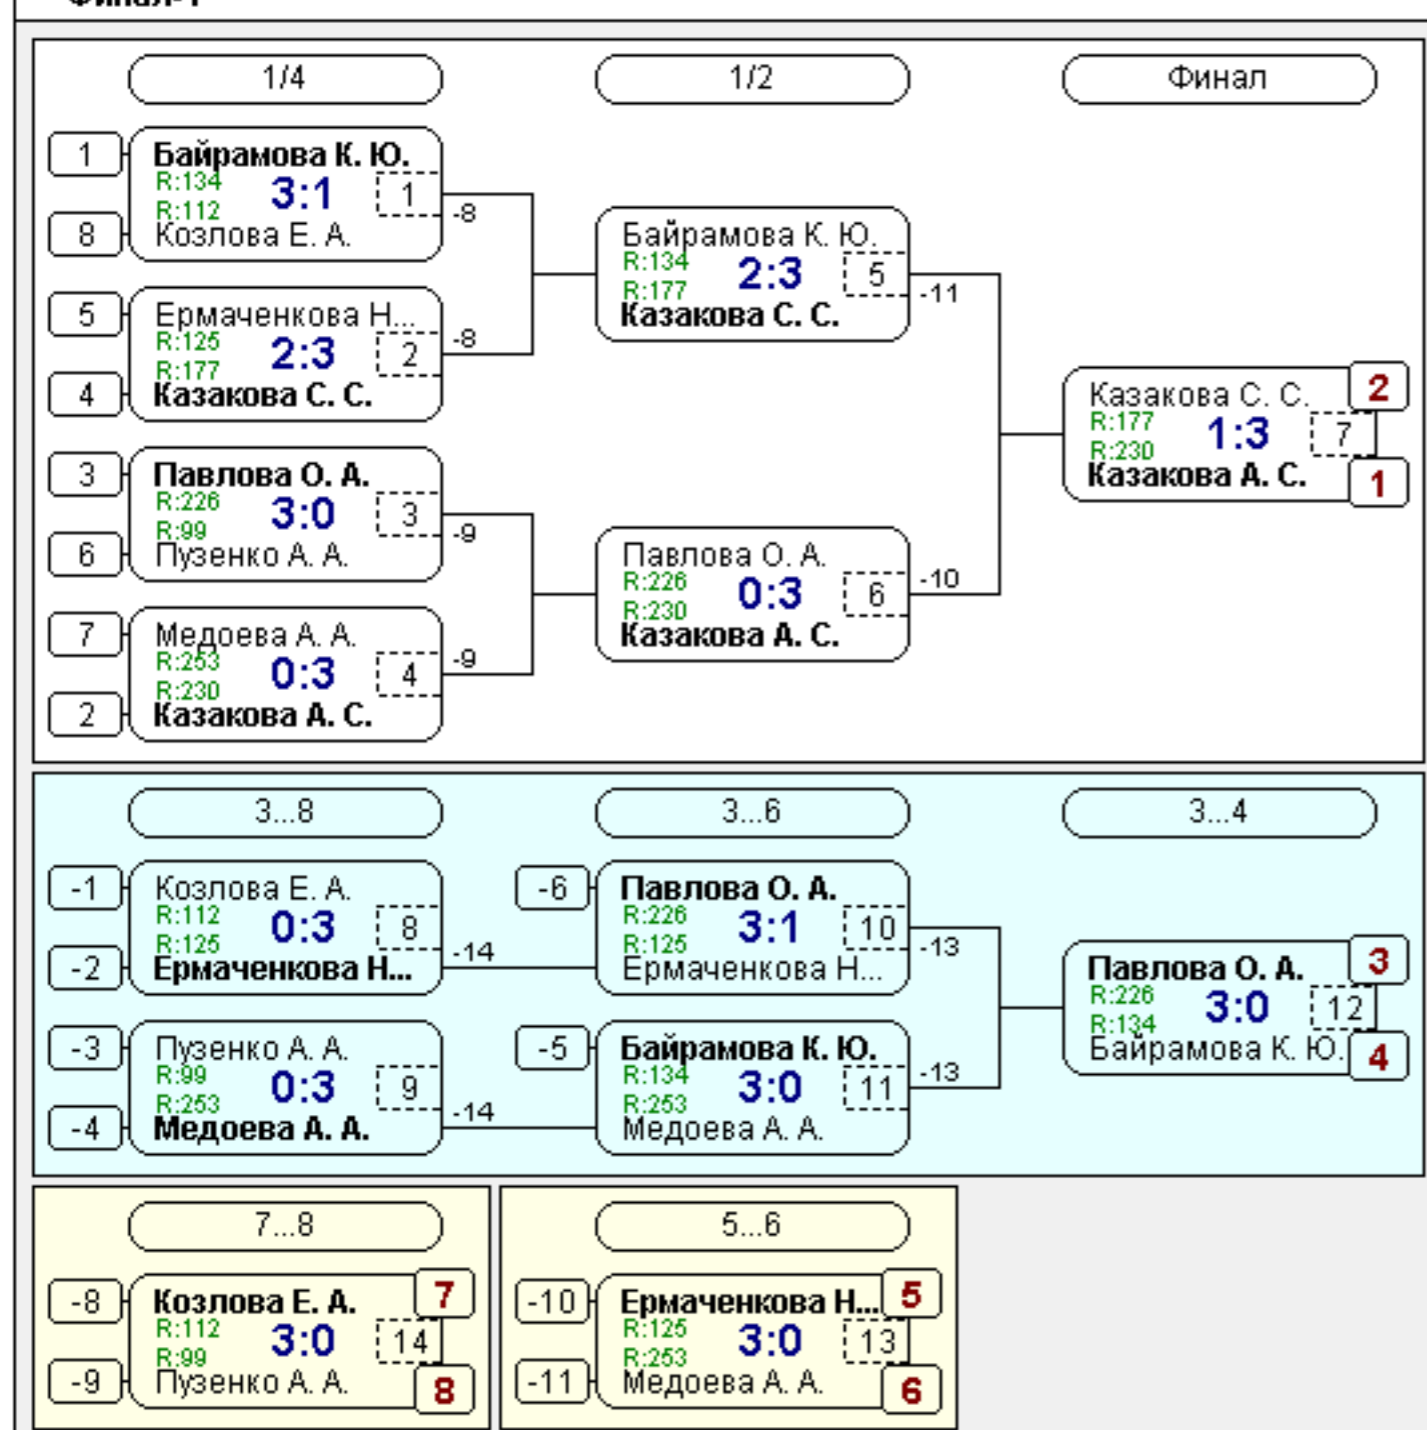 Финал-1
1/4
1/2
Финал
1
Байрамова К. Ю.
R:134
3:1
1
R:112
8
Козлова Е. А.
-8
5
Ермаченкова Н...
R:125
2:3
2
R:177
4
Казакова С. С.
-8
3
Павлова О. А.
R:226
3:0
3
R:99
6
Пузенко А. А.
-9
7
Медоева А. А.
R:253
0:3
4
R:230
2
Казакова А. С.
-9
Байрамова К. Ю.
R:134
2:3
5
R:177
Казакова С. С.
-11
Павлова О. А.
R:226
0:3
6
R:230
Казакова А. С.
-10
Казакова С. С.
2
R:177
1:3
7
R:230
Казакова А. С.
1
3...8
3...6
3...4
-1
Козлова Е. А.
R:112
0:3
8
R:125
-2
Ермаченкова Н...
-14
-3
Пузенко А. А.
R:99
0:3
9
R:253
-4
Медоева А. А.
-14
-6
Павлова О. А.
R:226
3:1
10
R:125
Ермаченкова Н...
-13
-5
Байрамова К. Ю.
R:134
3:0
11
R:253
Медоева А. А.
-13
Павлова О. А.
3
R:226
3:0
12
R:134
Байрамова К. Ю.
4
7...8
-8
Козлова Е. А.
7
R:112
3:0
14
R:99
-9
Пузенко А. А.
8
5...6
-10
Ермаченкова Н...
5
R:125
3:0
13
R:253
-11
Медоева А. А.
6